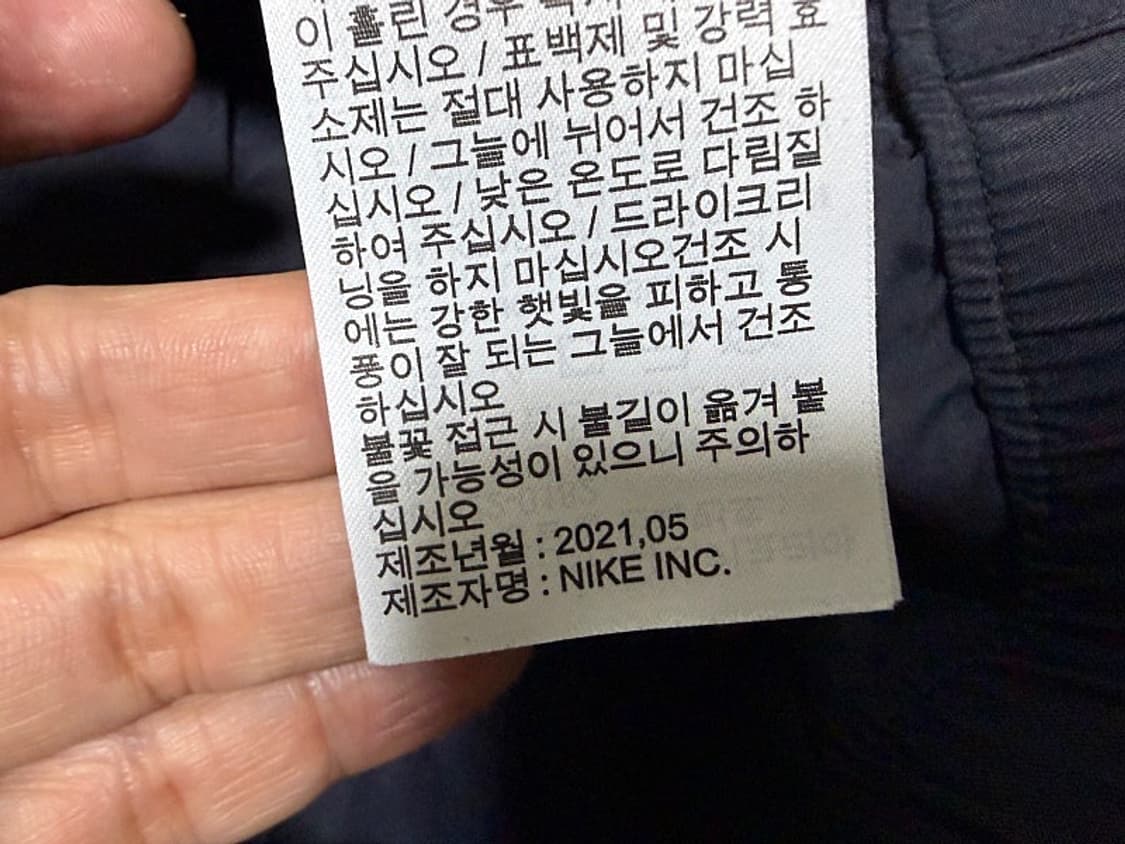 이 흘린 경우
주십시오 / 표백제 및 강력 효
소제는 절대 사용하지 마십
시오 / 그늘에 뉘어서 건조 하
십시오 / 낮은 온도로 다림질
하여 주십시오 / 드라이크리
닝을 하지 마십시오건조 시
에는 강한 햇빛을 피하고 통
풍이 잘 되는 그늘에서 건조
하십시오
불꽃 접근 시 불길이 옮겨 붙
을 가능성이 있으니 주의하
십시오
제조년월 : 2021,05
제조자명 : NIKE INC.